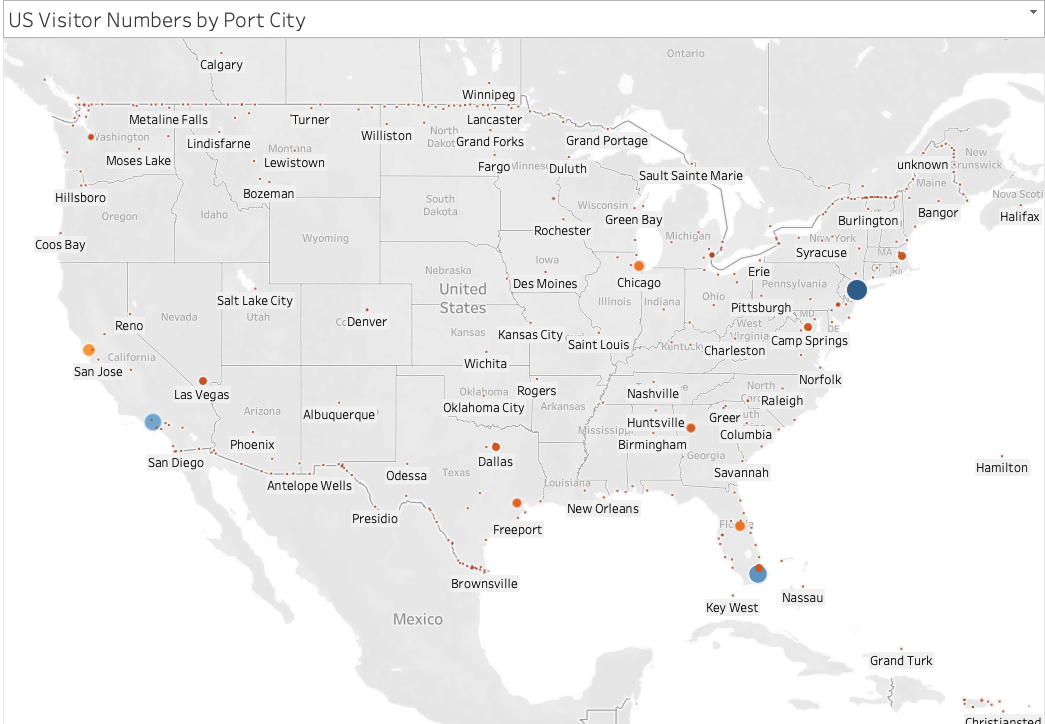 US Visitor Numbers by Port City
Ontario
Calgary
Winnipeg
Metaline Falls
Turner
Lancaster
Washington
Lindisfarne
Williston
North
Grand Forks
Grand Portage
Montana
Moses Lake
Lewistown
Fargo
Duluth
unknown
New
Brunswick
Sault Sainte Marie
Maine
Hillsboro
Bozeman
Nova Scoti
Oregon
Idaho
South
Dakota
Wisconsin
Green Bay
Burlington
Bangor
Halifax
Coos Bay
Wyoming
Rochester
Michigan
New York
Syracuse
MA
Iowa
Erie
CT
RI
Nebraska
Des Moines
Chicago
Pennsylvania
United
States
Salt Lake City
Illinois
Indiana
Ohio
Pittsburgh
Nevada
Utah
Denver
MD
Reno
Kansas
Kansas City
Saint Louis
West
Virginia
DE
Camp Springs
California
Kentucky
Charleston
San Jose
Wichita
Norfolk
Las Vegas
Oklahoma
Rogers
Nashville
North
Raleigh
Arizona
Albuquerque
Oklahoma City
Arkansas
Huntsville
Greer
Mississippi
Columbia
Phoenix
Birmingham
San Diego
Dallas
Georgia
Savannah
Hamilton
Antelope Wells
Odessa
Texas
Louisiana
Presidio
New Orleans
Freeport
Florida
Brownsville
Key West
Nassau
Mexico
Grand Turk
Christiansted